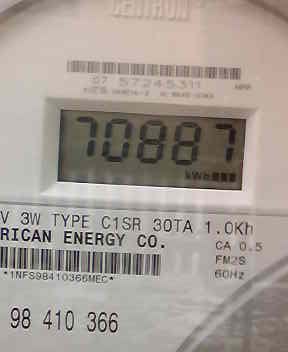 CENTRON
07 57245311
70887
kWh
V 3W TYPE C1SR 30TA 1.0Kh
RICAN ENERGY CO.
CA 0.5
FM2S
60Hz
*1NFS98410366MEC*
98 410 366